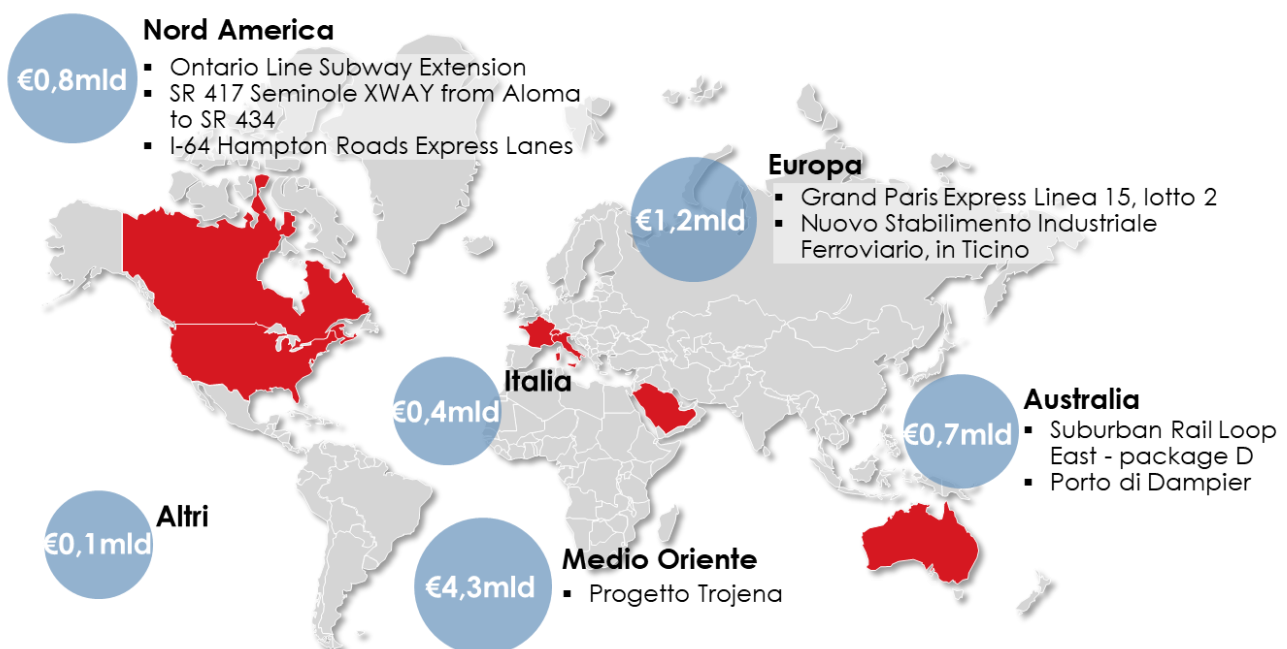 Nord America
€0,8mld
▪ Ontario Line Subway Extension
▪ SR 417 Seminole XWAY from Aloma
to SR 434
▪ I-64 Hampton Roads Express Lanes
Europa
€1,2mld
▪ Grand Paris Express Linea 15, lotto 2
▪ Nuovo Stabilimento Industriale
Ferroviario, in Ticino
Italia
€0,4mld
Australia
€0,7mld
▪ Suburban Rail Loop
East - package D
▪ Porto di Dampier
Altri
€0,1mld
Medio Oriente
€4,3mld
▪ Progetto Trojena